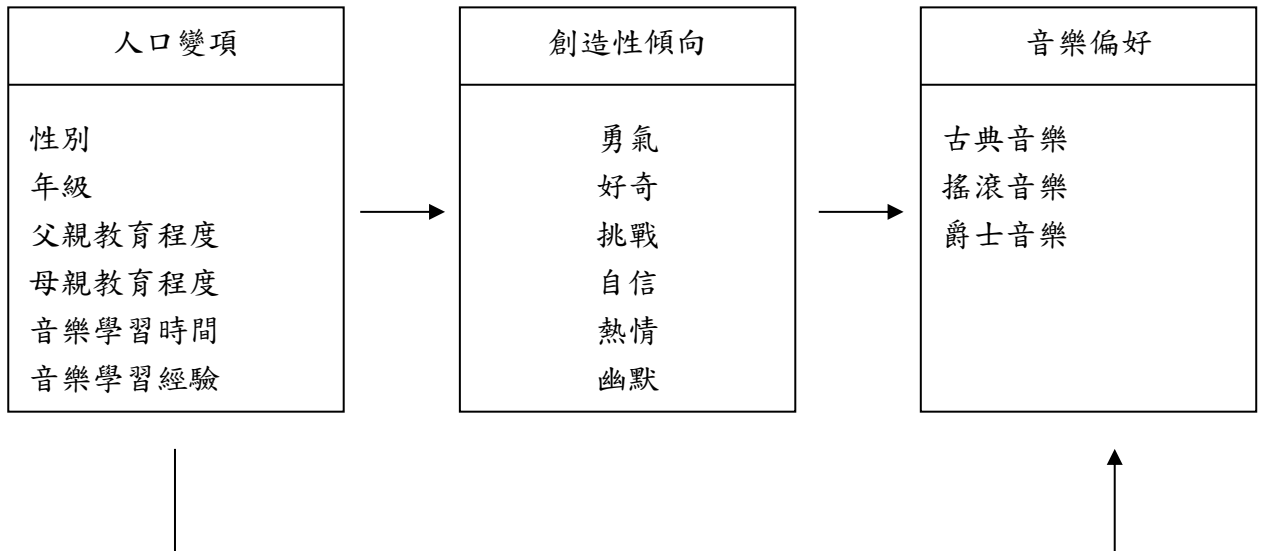 人口變項
性別
年級
父親教育程度
母親教育程度
音樂學習時間
音樂學習經驗
創造性傾向
勇氣
好奇
挑戰
自信
熱情
幽默
音樂偏好
古典音樂
搖滾音樂
爵士音樂